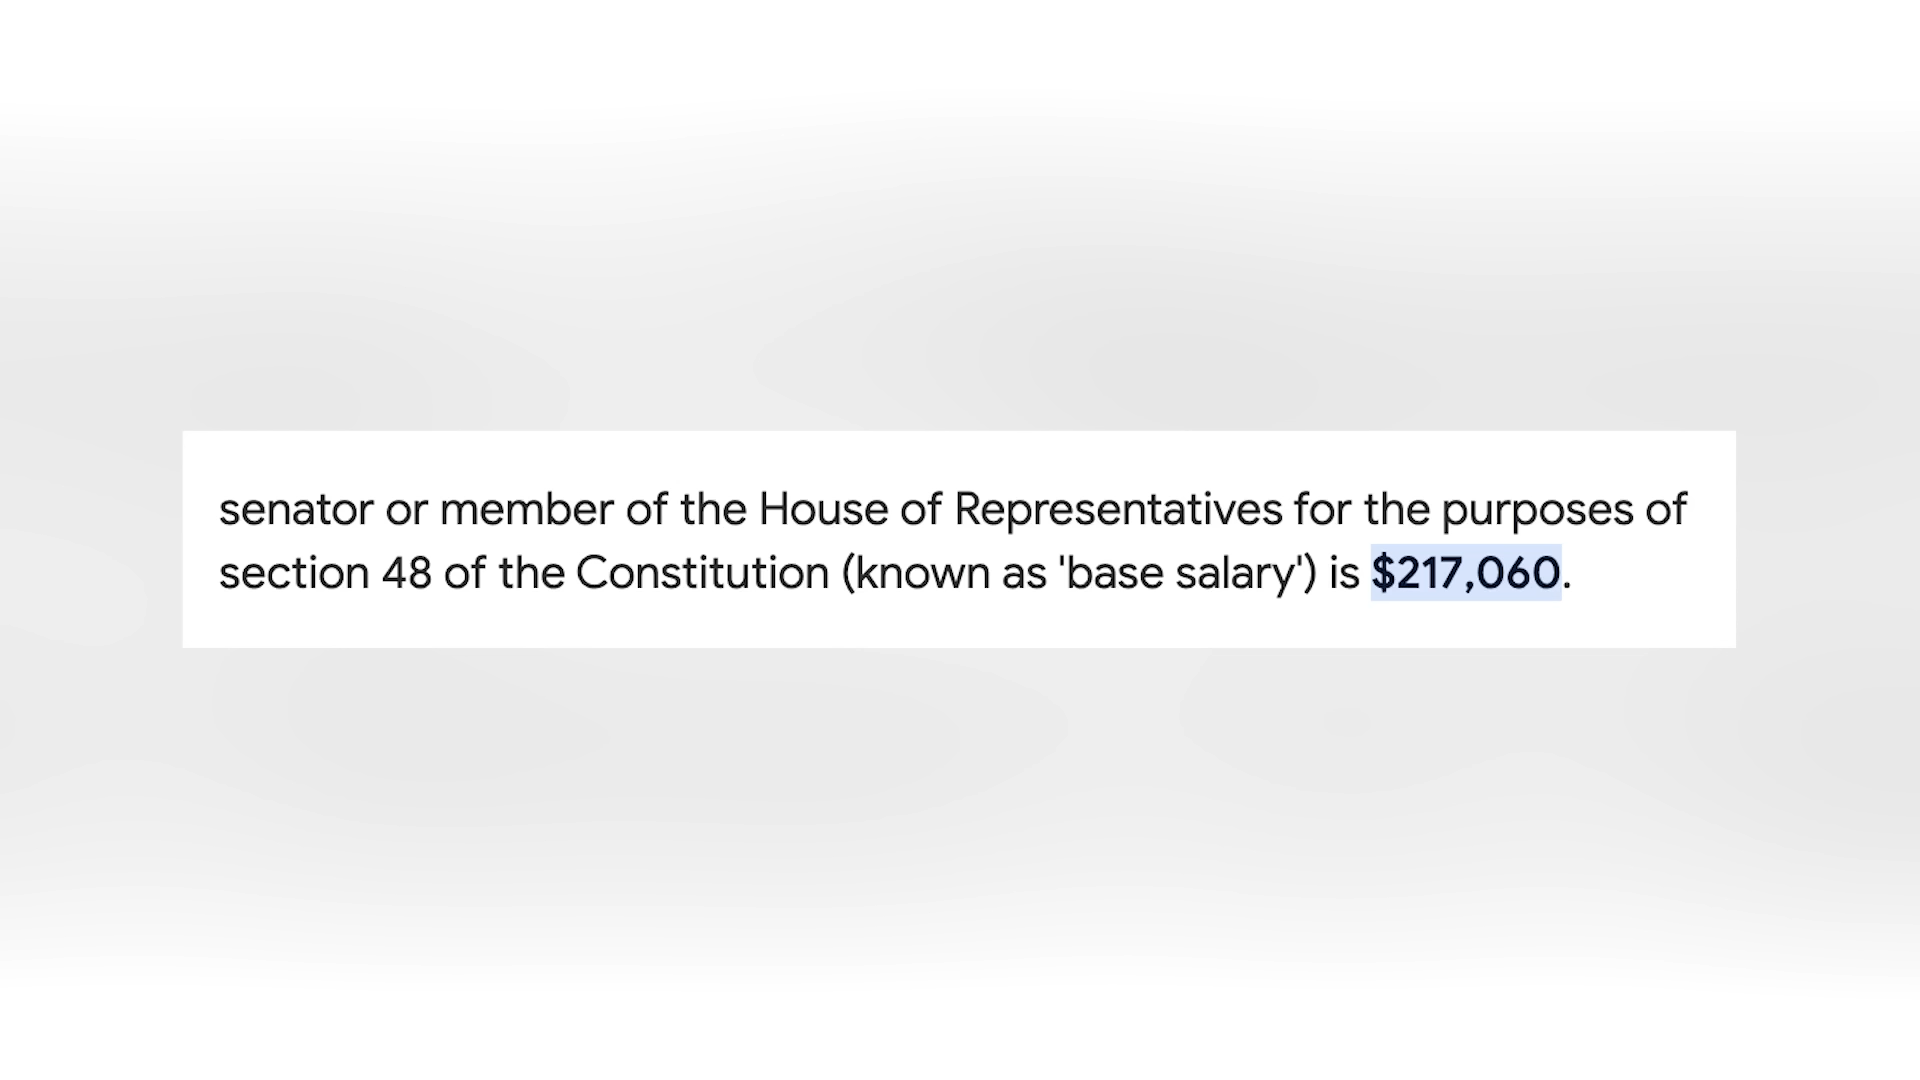 senator or member of the House of Representatives for the purposes of
section 48 of the Constitution (known as 'base salary') is $217,060.